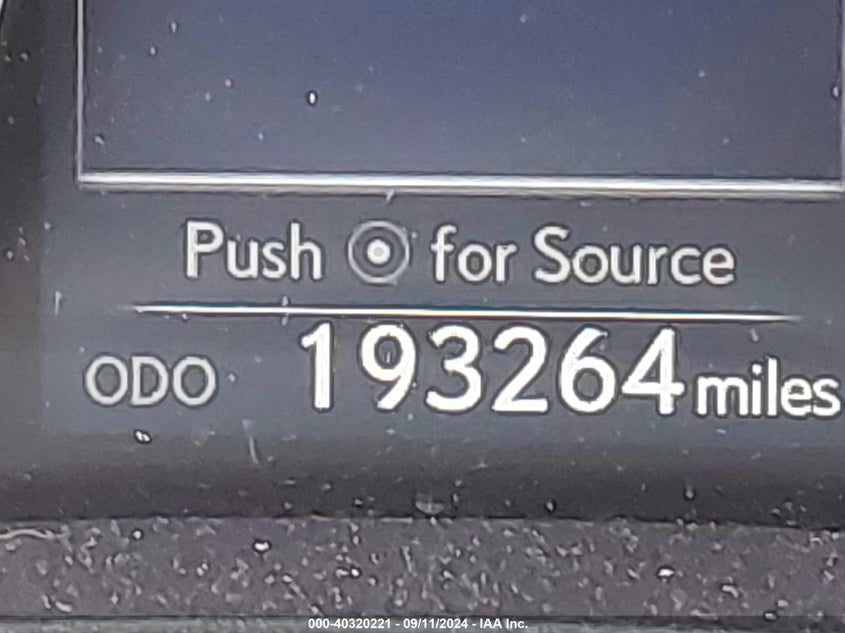 Push for Source
ODO 193264 miles
000-40320221 - 09/11/2024 - IAA Inc.